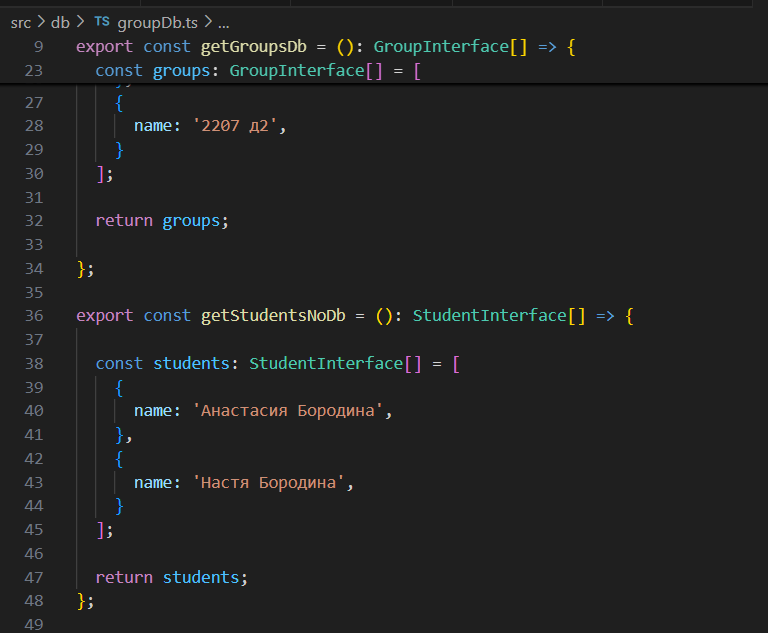 src > db > TS groupDb.ts > ...
9 export const getGroupsDb = (): GroupInterface[] => {
23 const groups: GroupInterface[] = [
27 {
28 name: '2207 д2',
29 }
30 ];
31
32 return groups;
33
34 };
35
36 export const getStudentsNoDb = (): StudentInterface[] => {
37
38 const students: StudentInterface[] = [
39 {
40 name: 'Анастасия Бородина',
41 },
42 {
43 name: 'Настя Бородина',
44 }
45 ];
46
47 return students;
48 };
49